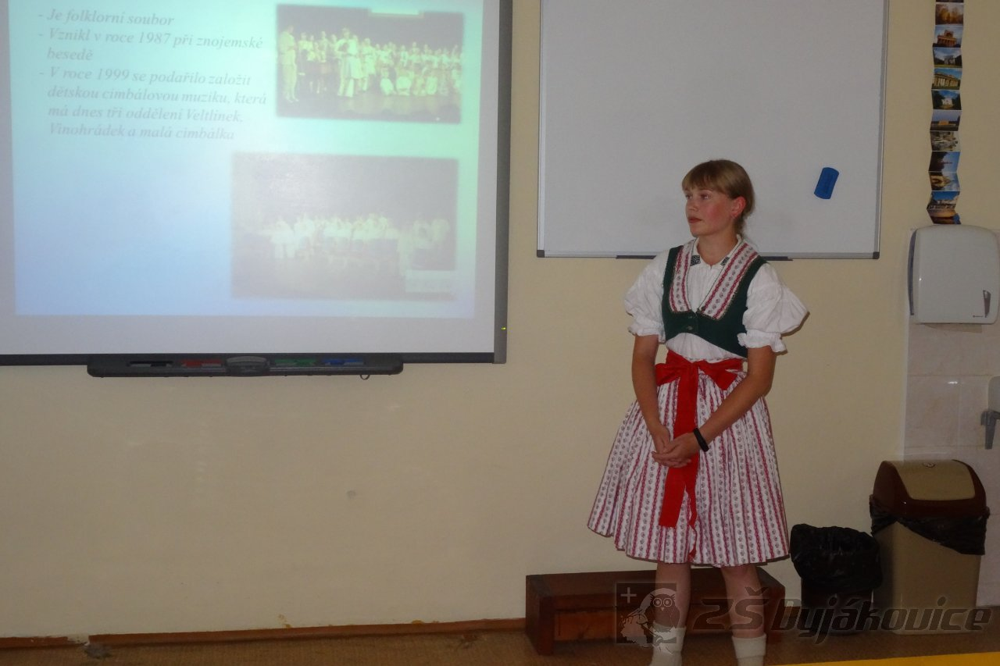 - Je folklorní soubor
- Vznikl v roce 1987 při znojemské
besedě
- V roce 1999 se podařilo založit
dětskou cimbálovou muziku, která
má dnes tři oddělení Veltlínek,
Vinohrádek a malá cimbálka
ZŠ Dyjákovice